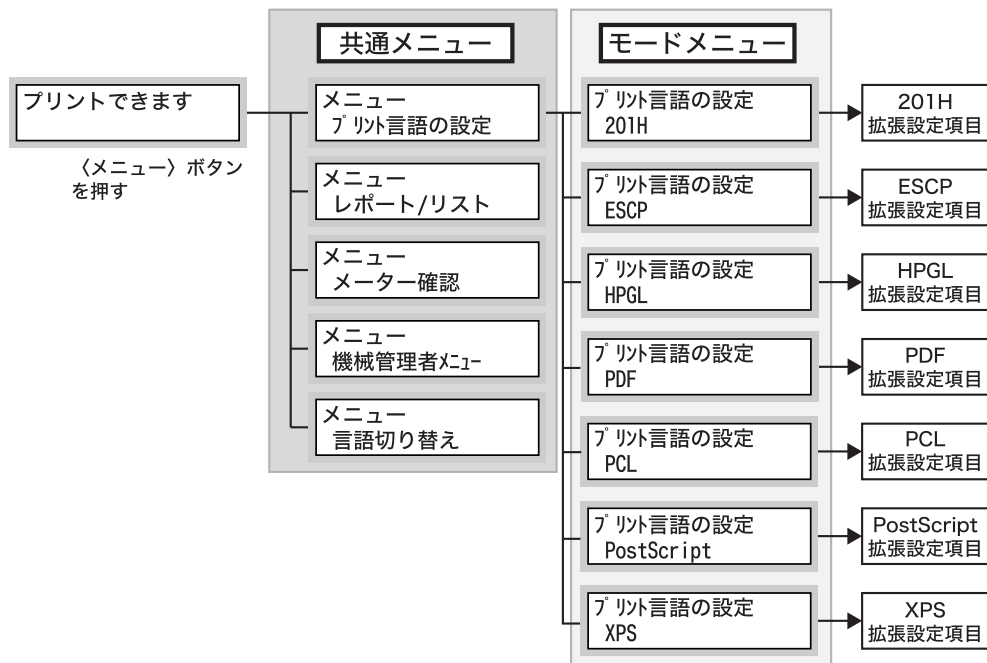 共通メニュー
モードメニュー
プリントできます
〈メニュー〉ボタン
を押す
メニュー
ﾌﾟﾘﾝﾄ言語の設定
メニュー
レポート/リスト
メニュー
メーター確認
メニュー
機械管理者ﾒﾆｭｰ
メニュー
言語切り替え
ﾌﾟﾘﾝﾄ言語の設定
201H
ﾌﾟﾘﾝﾄ言語の設定
ESCP
ﾌﾟﾘﾝﾄ言語の設定
HPGL
ﾌﾟﾘﾝﾄ言語の設定
PDF
ﾌﾟﾘﾝﾄ言語の設定
PCL
ﾌﾟﾘﾝﾄ言語の設定
PostScript
ﾌﾟﾘﾝﾄ言語の設定
XPS
201H
拡張設定項目
ESCP
拡張設定項目
HPGL
拡張設定項目
PDF
拡張設定項目
PCL
拡張設定項目
PostScript
拡張設定項目
XPS
拡張設定項目